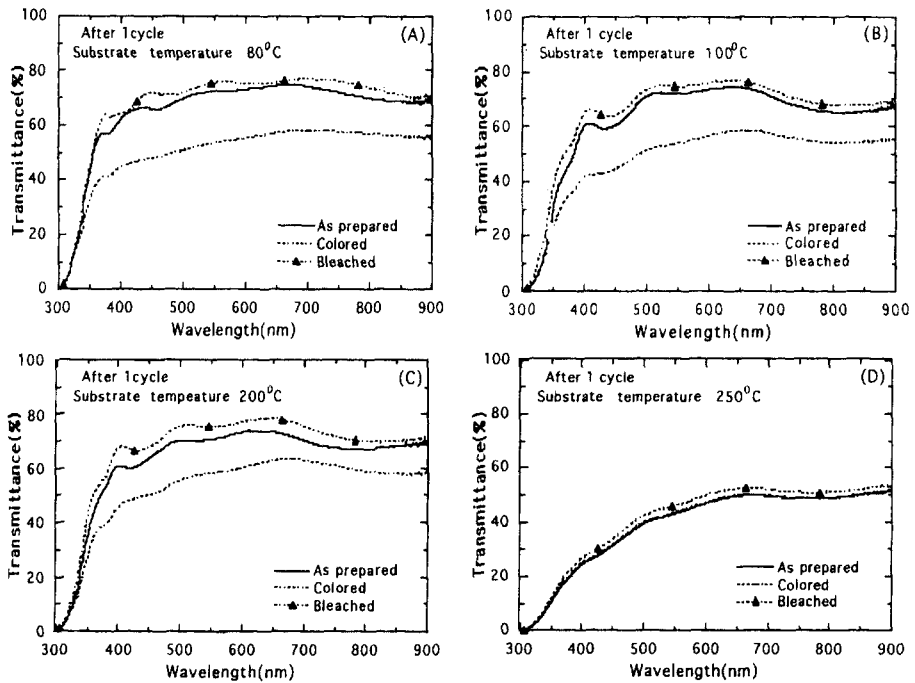 After 1 cycle (A)
Substrate temperature 80°C
Transmittance(%)
100
80
60
40
20
0
As prepared
Colored
Bleached
300 400 500 600 700 800 900
Wavelength(nm)
After 1 cycle (B)
Substrate temperature 100°C
Transmittance(%)
100
80
60
40
20
0
As prepared
Colored
Bleached
300 400 500 600 700 800 900
Wavelength(nm)
After 1 cycle (C)
Substrate tempeature 200°C
Transmittance(%)
100
80
60
40
20
0
As prepared
Colored
Bleached
300 400 500 600 700 800 900
Wavelength(nm)
After 1 cycle (D)
Substrate temperature 250°C
Transmittance(%)
100
80
60
40
20
0
As prepared
Colored
Bleached
300 400 500 600 700 800 900
Wavelength(nm)